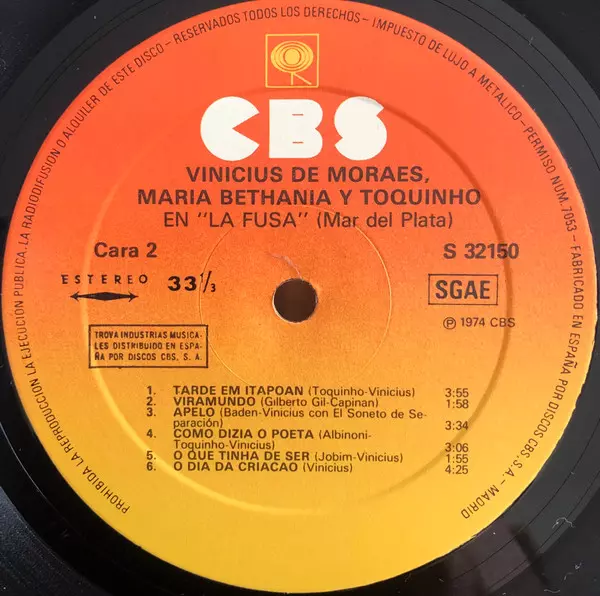 PROHIBIDA LA REPRODUCCION, LA EJECUCION PUBLICA, LA RADIODIFUSION O ALQUILER DE ESTE DISCO - RESERVADOS TODOS LOS DERECHOS - IMPUESTO DE LUJO A METALICO - PERMISO NUM. 7053 - FABRICADO EN ESPAÑA POR DISCOS CBS, S. A. - MADRID
CBS
VINICIUS DE MORAES,
MARIA BETHANIA Y TOQUINHO
EN "LA FUSA" (Mar del Plata)
Cara 2
S 32150
ESTEREO
33 1/3
SGAE
℗ 1974 CBS
TROVA INDUSTRIAS MUSICA-
LES DISTRIBUIDO EN ESPA-
ÑA POR DISCOS CBS, S. A.
1. TARDE EM ITAPOAN (Toquinho-Vinicius) 3:55
2. VIRAMUNDO (Gilberto Gil-Capinan) 1:58
3. APELO (Baden-Vinicius con El Soneto de Se-
paración) 3:34
4. COMO DIZIA O POETA (Albinoni-
Toquinho-Vinicius) 3:06
5. O QUE TINHA DE SER (Jobim-Vinicius) 1:55
6. O DIA DA CRIACAO (Vinicius) 4:25